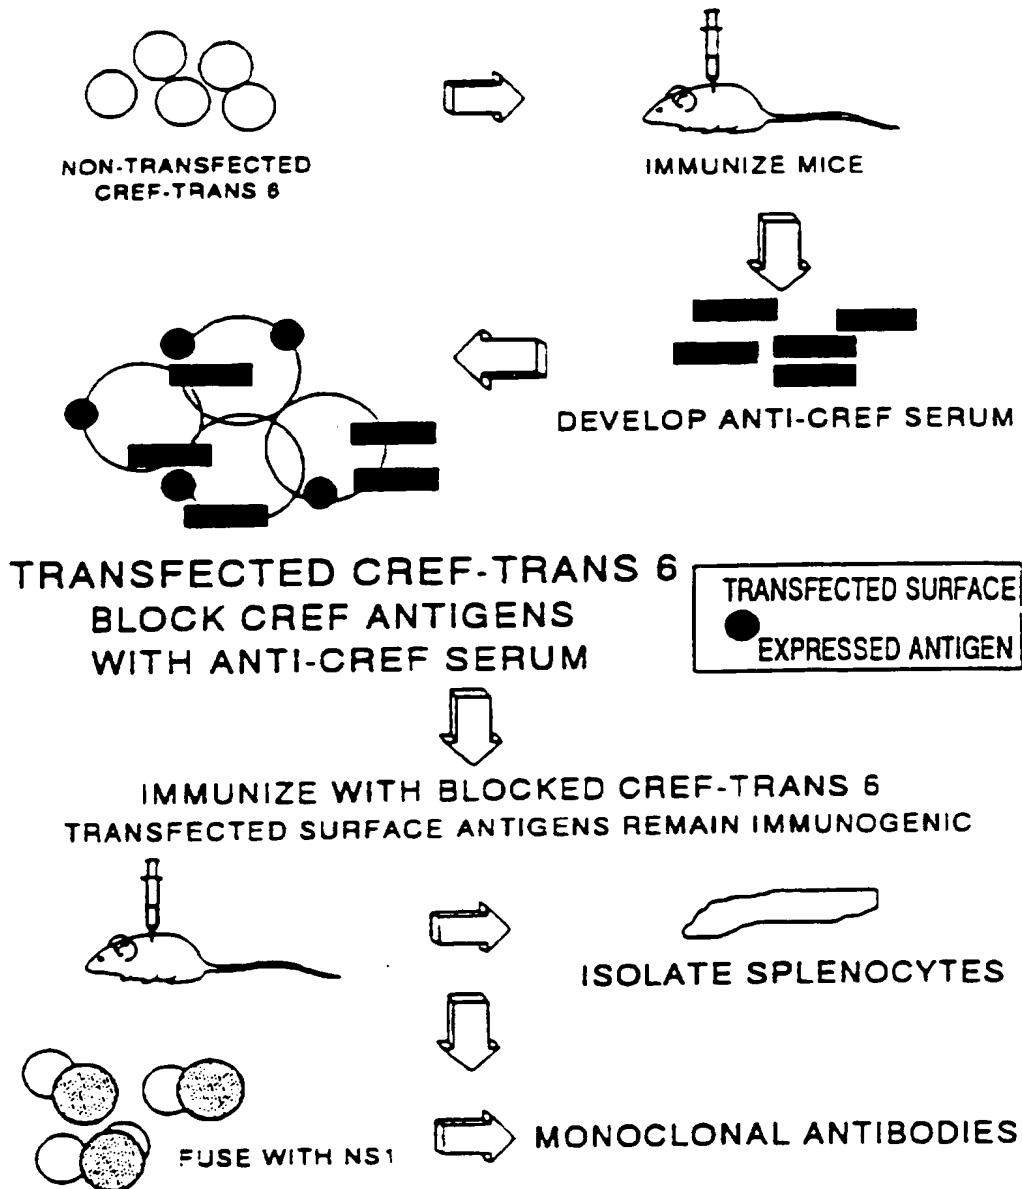 NON-TRANSFECTED
CREF-TRANS 6
IMMUNIZE MICE
DEVELOP ANTI-CREF SERUM
TRANSFECTED CREF-TRANS 6
BLOCK CREF ANTIGENS
WITH ANTI-CREF SERUM
TRANSFECTED SURFACE
EXPRESSED ANTIGEN
IMMUNIZE WITH BLOCKED CREF-TRANS 6
TRANSFECTED SURFACE ANTIGENS REMAIN IMMUNOGENIC
ISOLATE SPLENOCYTES
FUSE WITH NS1
MONOCLONAL ANTIBODIES